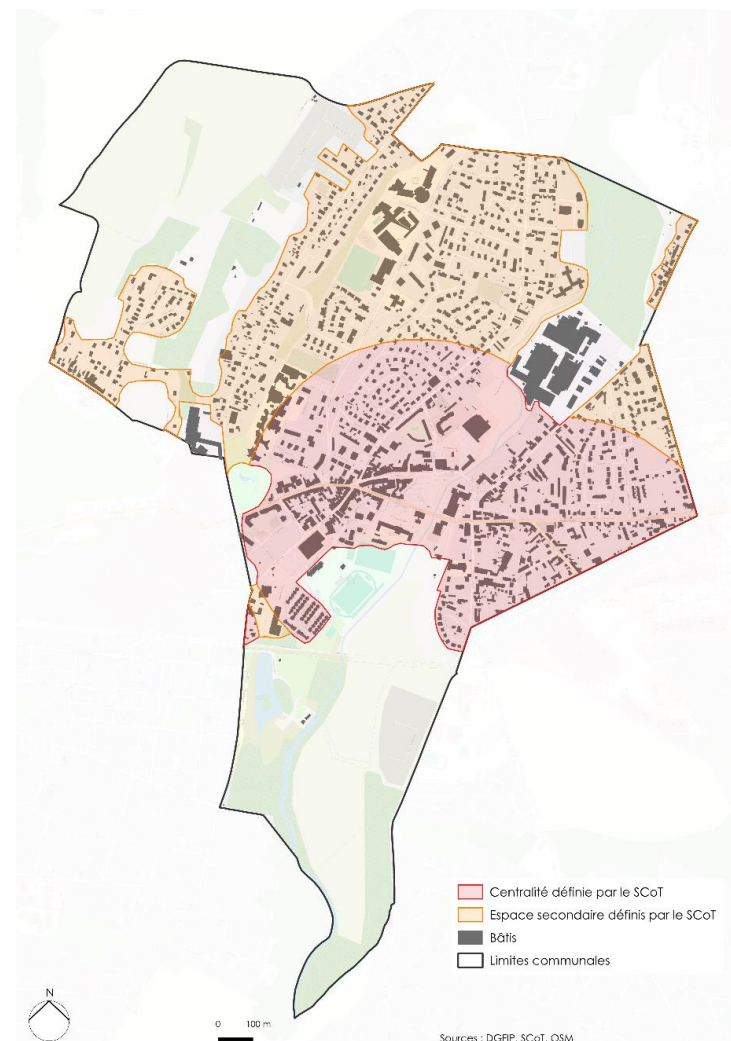 Centralité définie par le SCoT
Espace secondaire définis par le SCoT
Bâtis
Limites communales
N
0 100 m
Sources : DGFIP, SCoT, OSM